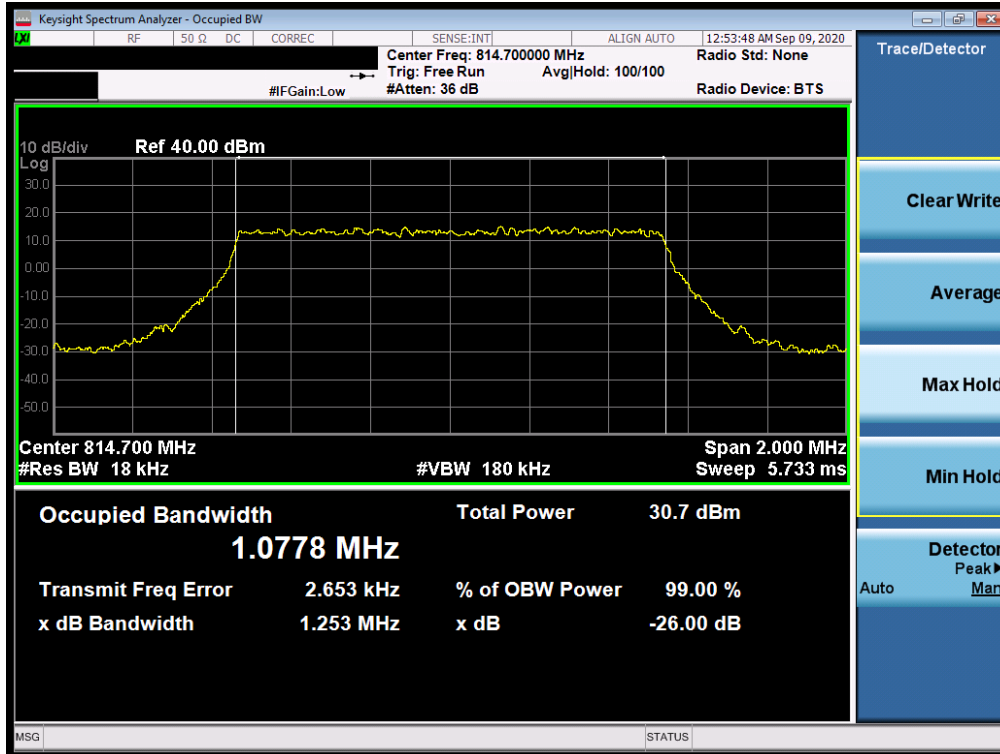 Keysight Spectrum Analyzer - Occupied BW
LXI RF 50 Ω DC CORREC SENSE:INT ALIGN AUTO 12:53:48 AM Sep 09, 2020
Center Freq: 814.700000 MHz Radio Std: None
Trig: Free Run Avg|Hold: 100/100
#IFGain:Low #Atten: 36 dB Radio Device: BTS
Trace/Detector
10 dB/div Ref 40.00 dBm
Log
30.0
20.0
10.0
0.00
-10.0
-20.0
-30.0
-40.0
-50.0
Center 814.700 MHz Span 2.000 MHz
#Res BW 18 kHz #VBW 180 kHz Sweep 5.733 ms
Clear Write
Average
Max Hold
Min Hold
Detector
Peak▶
Auto Man
Occupied Bandwidth Total Power 30.7 dBm
1.0778 MHz
Transmit Freq Error 2.653 kHz % of OBW Power 99.00 %
x dB Bandwidth 1.253 MHz x dB -26.00 dB
MSG STATUS